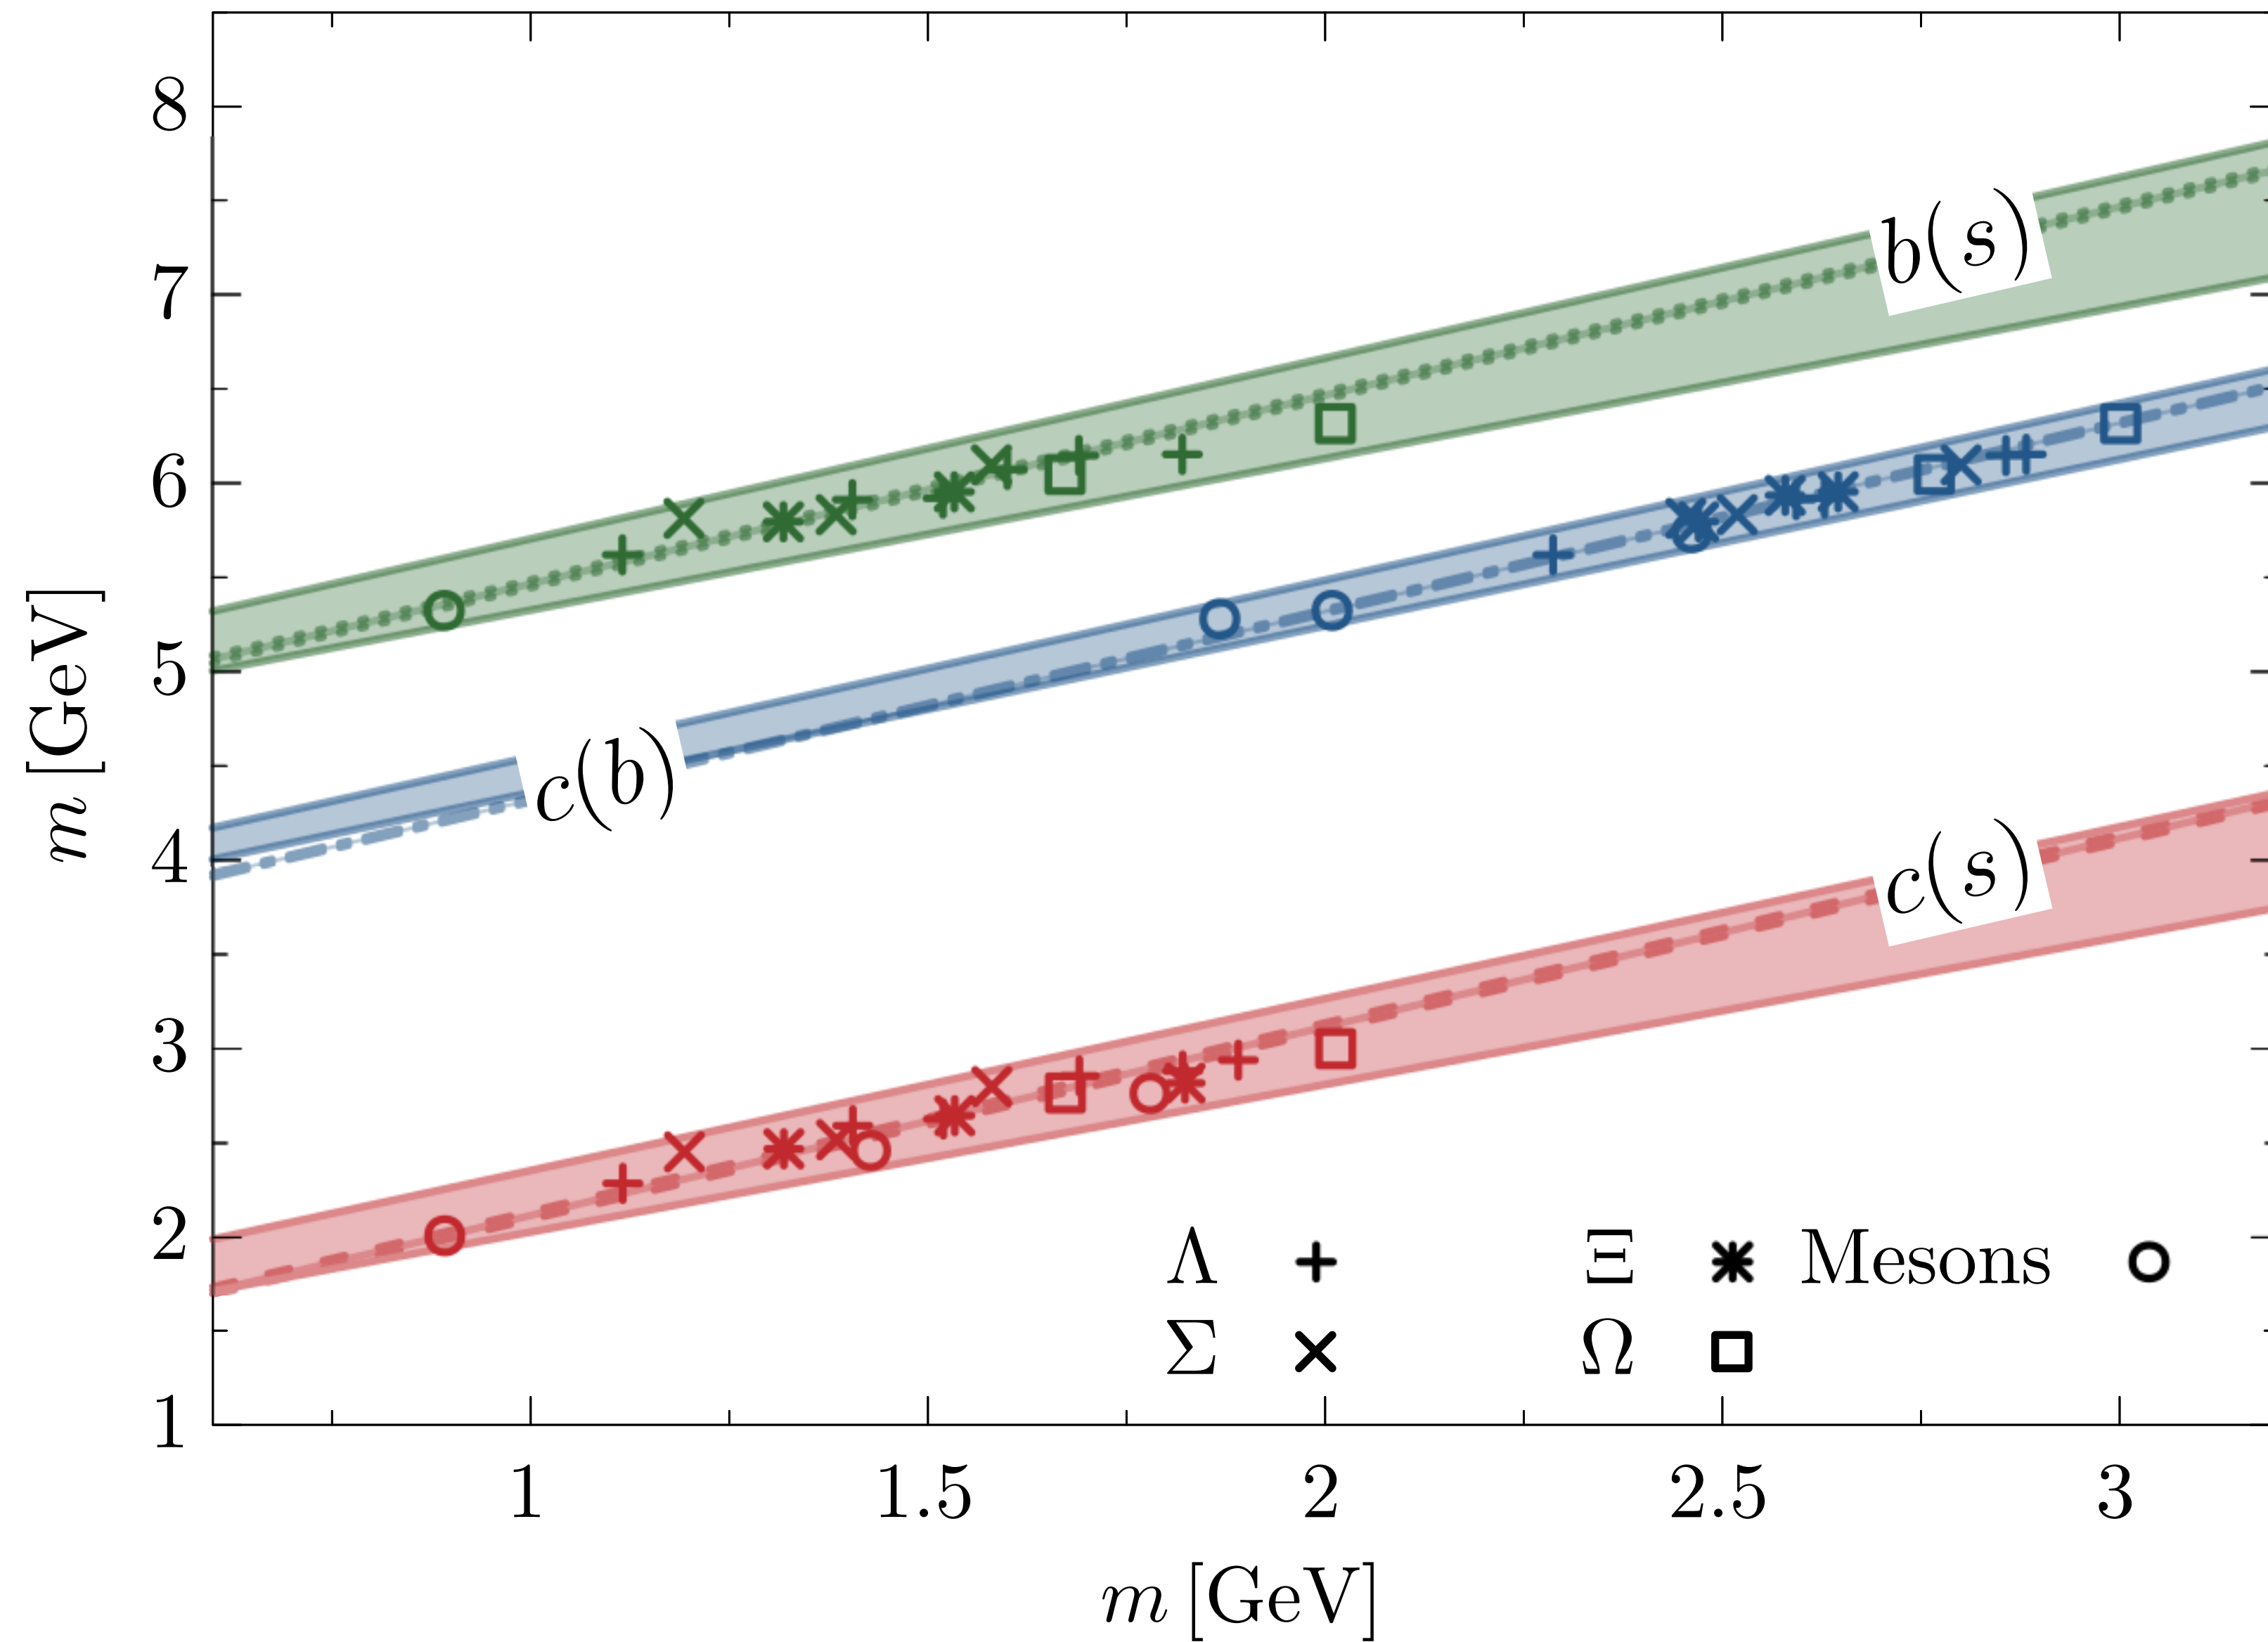 8
7
6
5
4
3
2
1
m [GeV]
b(s)
c(b)
c(s)
Λ + Ξ Mesons
Σ × Ω
1 1.5 2 2.5 3
m [GeV]